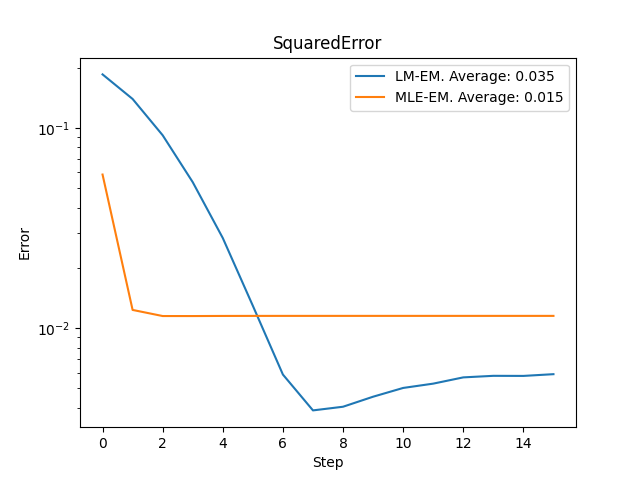 SquaredError
LM-EM. Average: 0.035
MLE-EM. Average: 0.015
Error
10⁻¹
10⁻²
0 2 4 6 8 10 12 14
Step